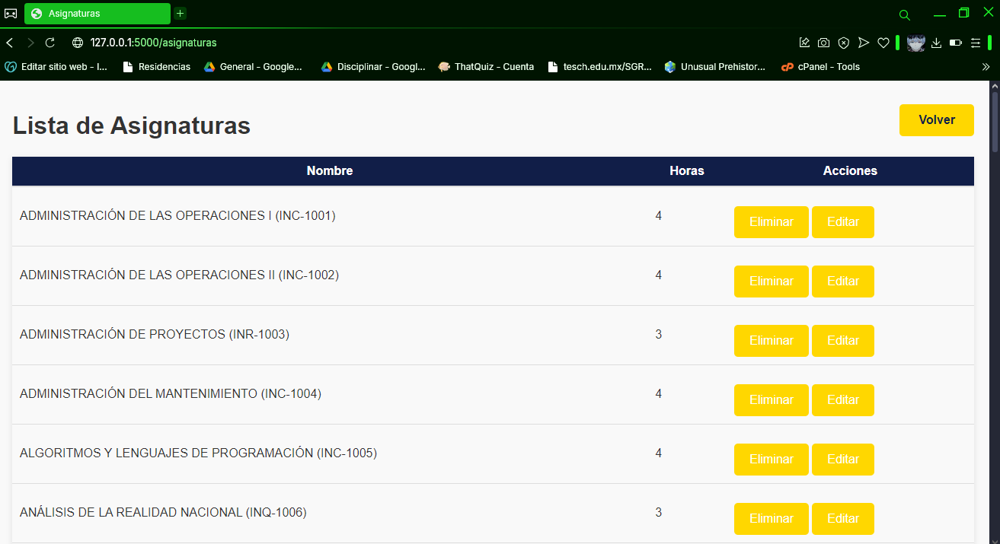 Asignaturas
127.0.0.1:5000/asignaturas
Editar sitio web - I... Residencias General - Google... Disciplinar - Googl... ThatQuiz - Cuenta tesch.edu.mx/SGR... Unusual Prehistor... cPanel - Tools
Lista de Asignaturas Volver
Nombre Horas Acciones
ADMINISTRACIÓN DE LAS OPERACIONES I (INC-1001) 4 Eliminar Editar
ADMINISTRACIÓN DE LAS OPERACIONES II (INC-1002) 4 Eliminar Editar
ADMINISTRACIÓN DE PROYECTOS (INR-1003) 3 Eliminar Editar
ADMINISTRACIÓN DEL MANTENIMIENTO (INC-1004) 4 Eliminar Editar
ALGORITMOS Y LENGUAJES DE PROGRAMACIÓN (INC-1005) 4 Eliminar Editar
ANÁLISIS DE LA REALIDAD NACIONAL (INQ-1006) 3 Eliminar Editar